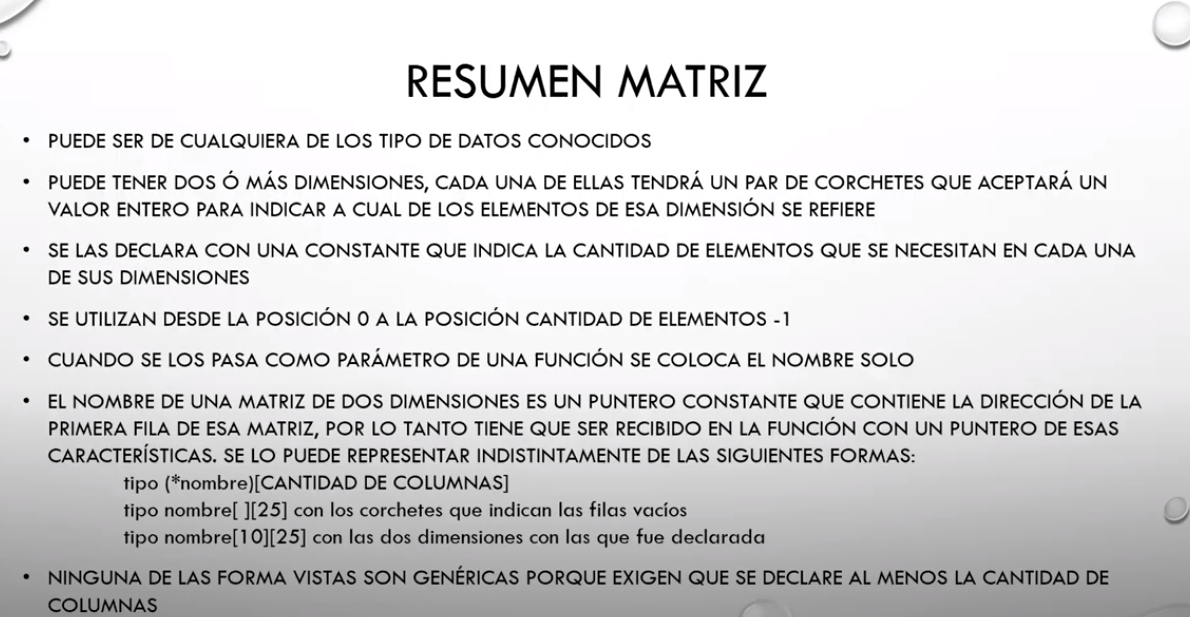 RESUMEN MATRIZ
• PUEDE SER DE CUALQUIERA DE LOS TIPO DE DATOS CONOCIDOS
• PUEDE TENER DOS Ó MÁS DIMENSIONES, CADA UNA DE ELLAS TENDRÁ UN PAR DE CORCHETES QUE ACEPTARÁ UN
VALOR ENTERO PARA INDICAR A CUAL DE LOS ELEMENTOS DE ESA DIMENSIÓN SE REFIERE
• SE LAS DECLARA CON UNA CONSTANTE QUE INDICA LA CANTIDAD DE ELEMENTOS QUE SE NECESITAN EN CADA UNA
DE SUS DIMENSIONES
• SE UTILIZAN DESDE LA POSICIÓN 0 A LA POSICIÓN CANTIDAD DE ELEMENTOS -1
• CUANDO SE LOS PASA COMO PARÁMETRO DE UNA FUNCIÓN SE COLOCA EL NOMBRE SOLO
• EL NOMBRE DE UNA MATRIZ DE DOS DIMENSIONES ES UN PUNTERO CONSTANTE QUE CONTIENE LA DIRECCIÓN DE LA
PRIMERA FILA DE ESA MATRIZ, POR LO TANTO TIENE QUE SER RECIBIDO EN LA FUNCIÓN CON UN PUNTERO DE ESAS
CARACTERÍSTICAS. SE LO PUEDE REPRESENTAR INDISTINTAMENTE DE LAS SIGUIENTES FORMAS:
tipo (*nombre)[CANTIDAD DE COLUMNAS]
tipo nombre[ ][25] con los corchetes que indican las filas vacíos
tipo nombre[10][25] con las dos dimensiones con las que fue declarada
• NINGUNA DE LAS FORMA VISTAS SON GENÉRICAS PORQUE EXIGEN QUE SE DECLARE AL MENOS LA CANTIDAD DE
COLUMNAS